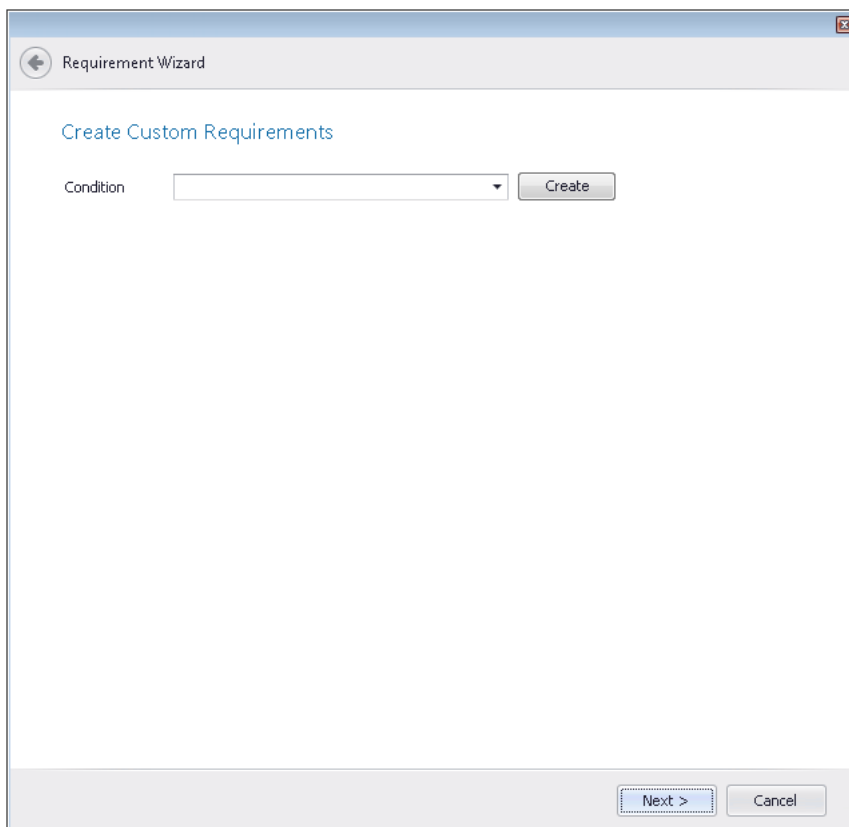 Requirement Wizard
Create Custom Requirements
Condition Create
Next > Cancel